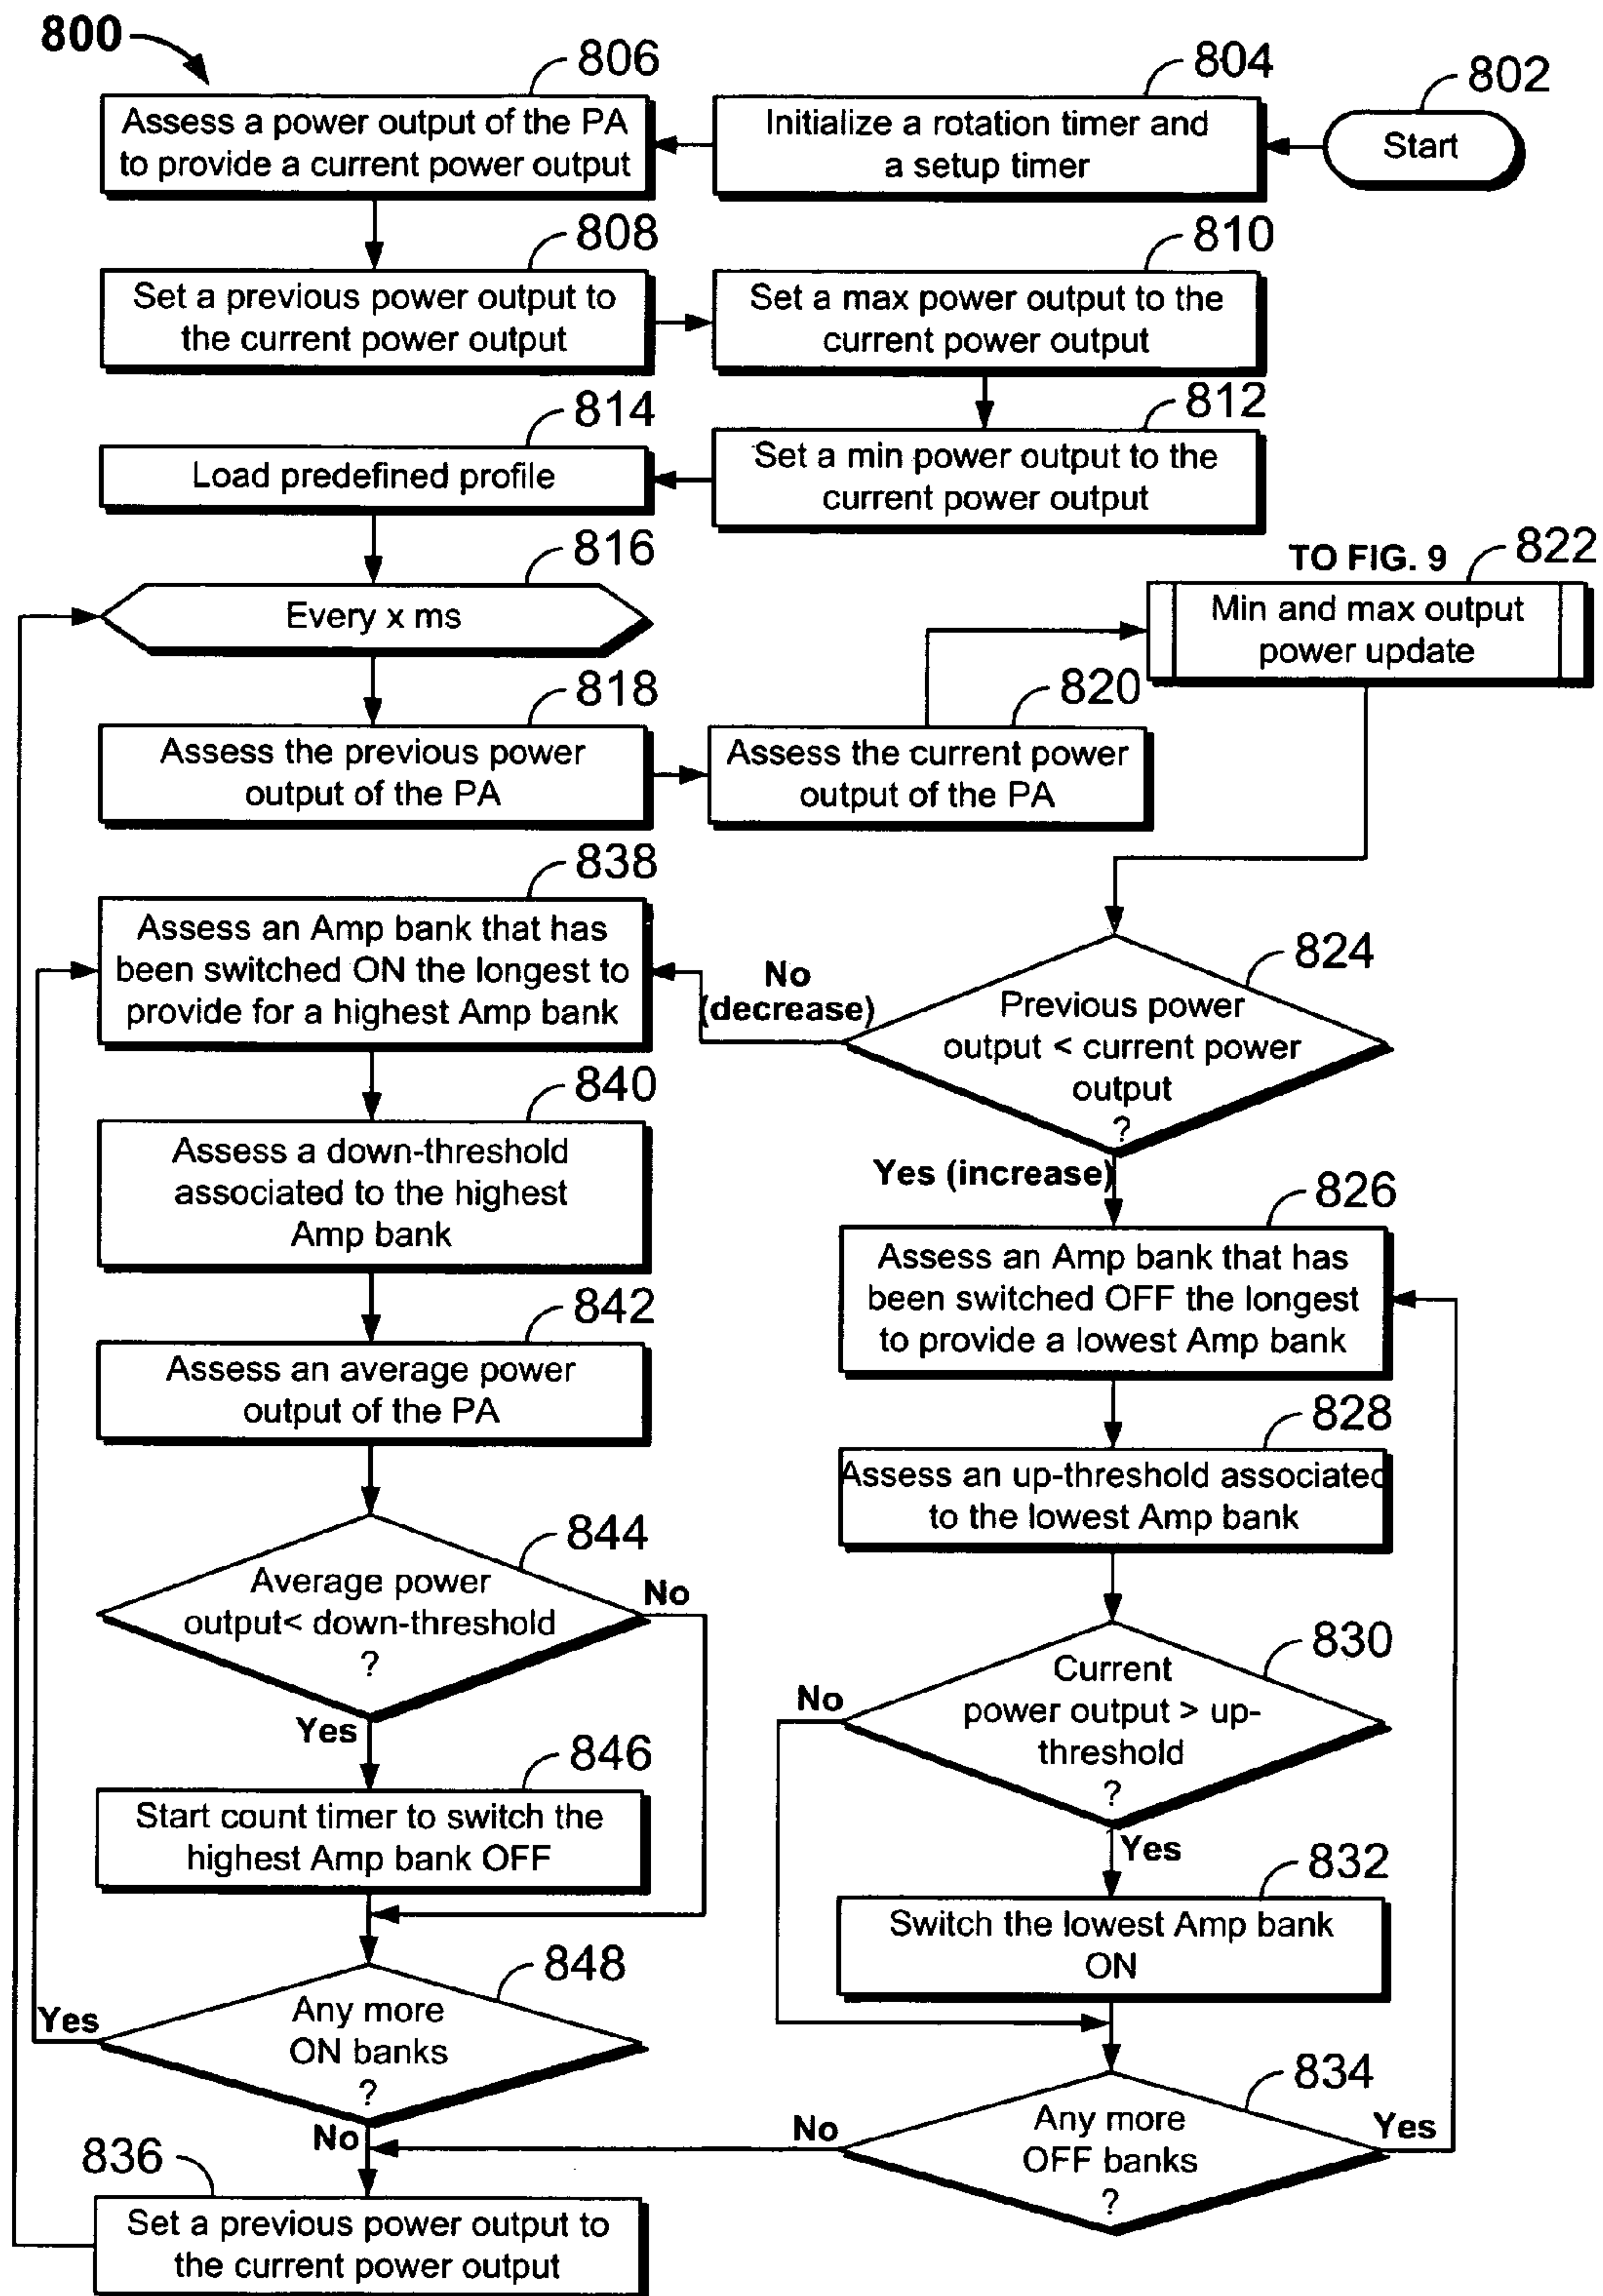 800
806
804
802
Assess a power output of the PA
to provide a current power output
Initialize a rotation timer and
a setup timer
Start
808
810
Set a previous power output to
the current power output
Set a max power output to the
current power output
814
812
Load predefined profile
Set a min power output to the
current power output
816
Every x ms
TO FIG. 9
822
Min and max output
power update
818
820
Assess the previous power
output of the PA
Assess the current power
output of the PA
838
Assess an Amp bank that has
been switched ON the longest to
provide for a highest Amp bank
No
(decrease)
824
Previous power
output < current power
output
?
Yes (increase)
840
Assess a down-threshold
associated to the highest
Amp bank
826
Assess an Amp bank that has
been switched OFF the longest
to provide a lowest Amp bank
842
Assess an average power
output of the PA
828
Assess an up-threshold associated
to the lowest Amp bank
844
Average power
output< down-threshold
?
No
Yes
830
Current
power output > up-
threshold
?
No
Yes
846
Start count timer to switch the
highest Amp bank OFF
832
Switch the lowest Amp bank
ON
848
Any more
ON banks
?
Yes
No
834
Any more
OFF banks
?
No
Yes
836
Set a previous power output to
the current power output